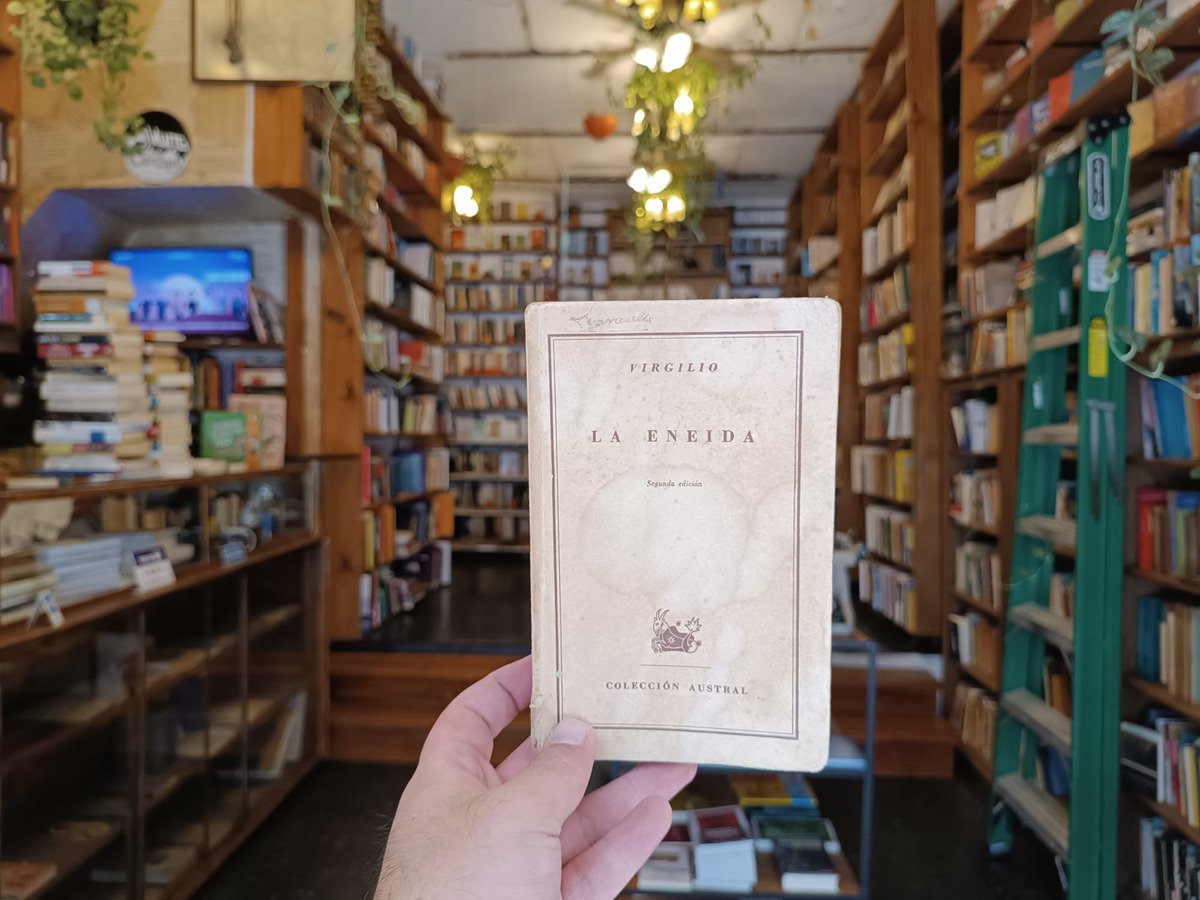 VIRGILIO
LA ENEIDA
Segunda edición
COLECCIÓN AUSTRAL